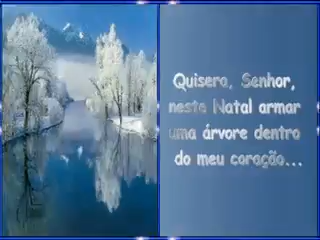 Quisera, Senhor,
neste Natal armar
uma árvore dentro
do meu coração...